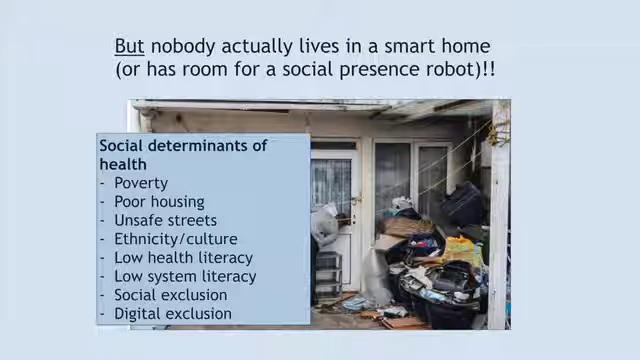 But nobody actually lives in a smart home
(or has room for a social presence robot)!!
Social determinants of
health
- Poverty
- Poor housing
- Unsafe streets
- Ethnicity/culture
- Low health literacy
- Low system literacy
- Social exclusion
- Digital exclusion